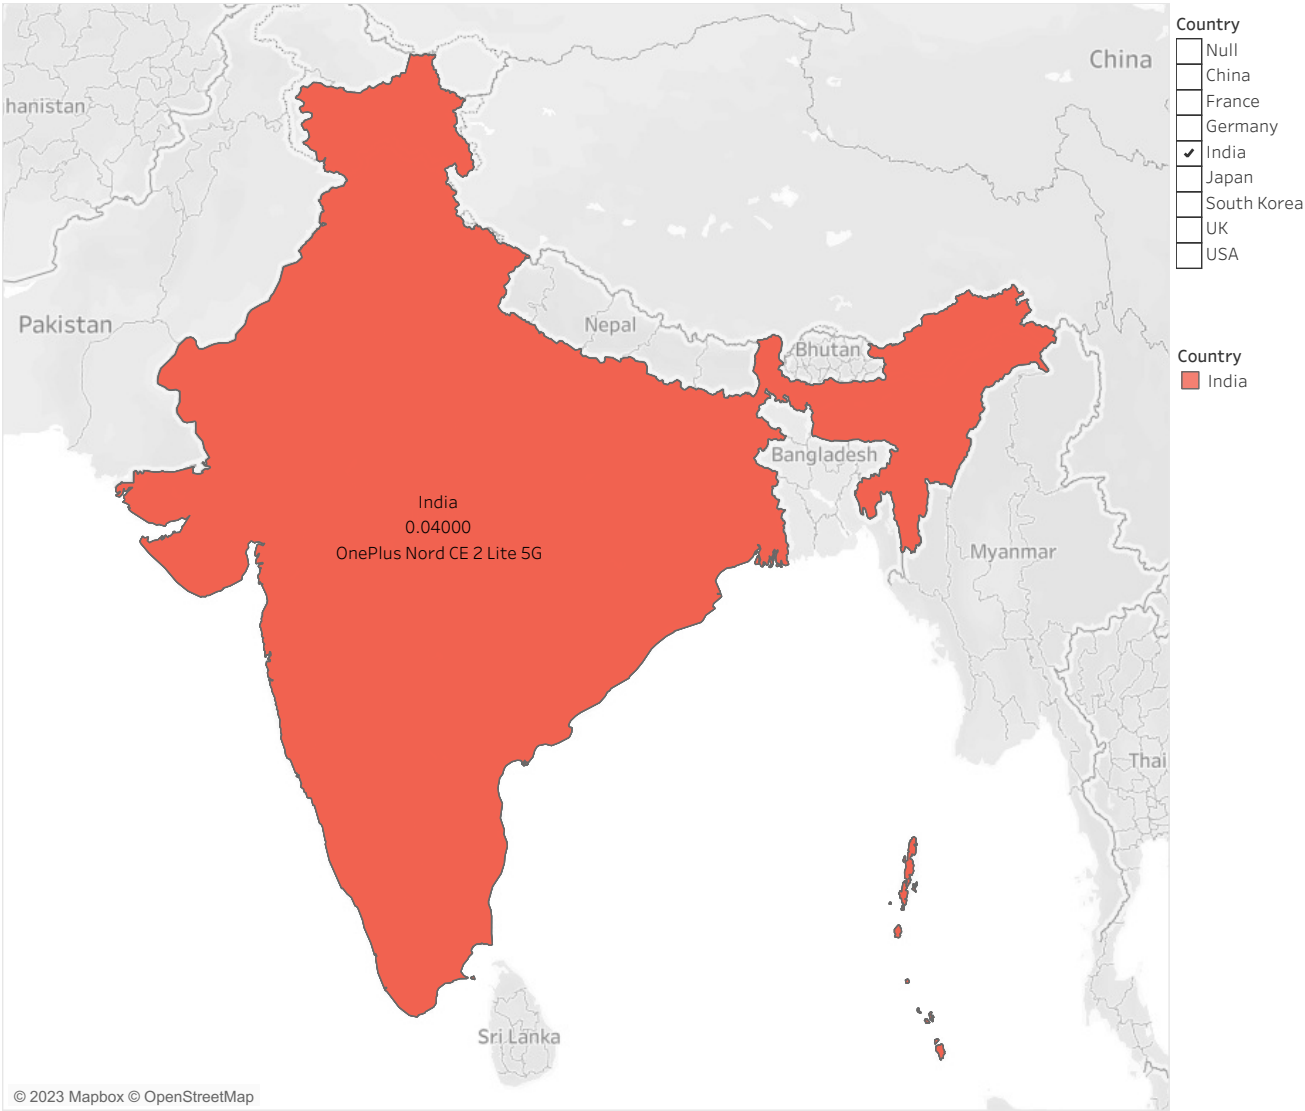 China
hanistan
Pakistan
Nepal
Bhutan
Bangladesh
India
0.04000
OnePlus Nord CE 2 Lite 5G
Myanmar
Thai
Sri Lanka
© 2023 Mapbox © OpenStreetMap
Country
Null
China
France
Germany
India
Japan
South Korea
UK
USA
Country
India